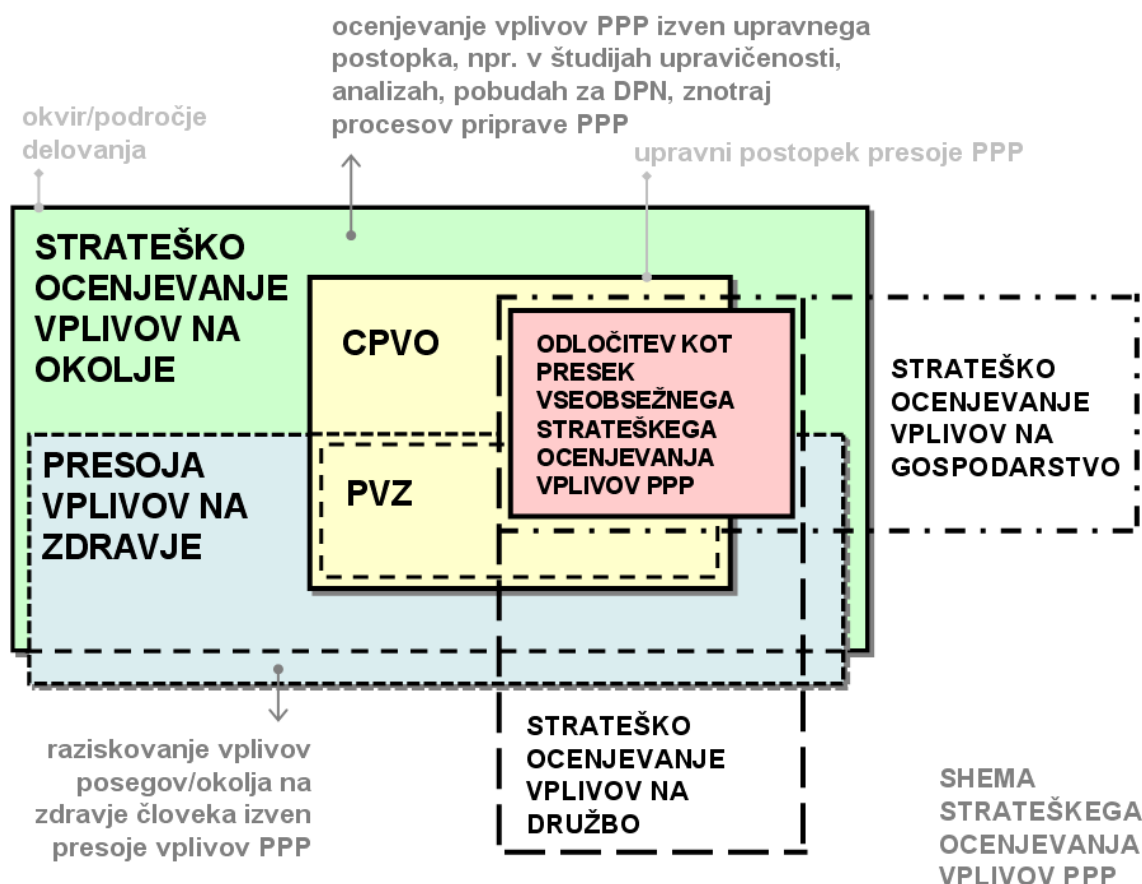 ocenjevanje vplivov PPP izven upravnega
postopka, npr. v študijah upravičenosti,
analizah, pobudah za DPN, znotraj
procesov priprave PPP
okvir/področje
delovanja
upravni postopek presoje PPP
STRATEŠKO
OCENJEVANJE
VPLIVOV NA
OKOLJE
CPVO
ODLOČITEV KOT
PRESEK
VSEOBSEŽNEGA
STRATEŠKEGA
OCENJEVANJA
VPLIVOV PPP
STRATEŠKO
OCENJEVANJE
VPLIVOV NA
GOSPODARSTVO
PRESOJA
VPLIVOV NA
ZDRAVJE
PVZ
raziskovanje vplivov
posegov/okolja na
zdravje človeka izven
presoje vplivov PPP
STRATEŠKO
OCENJEVANJE
VPLIVOV NA
DRUŽBO
SHEMA
STRATEŠKEGA
OCENJEVANJA
VPLIVOV PPP